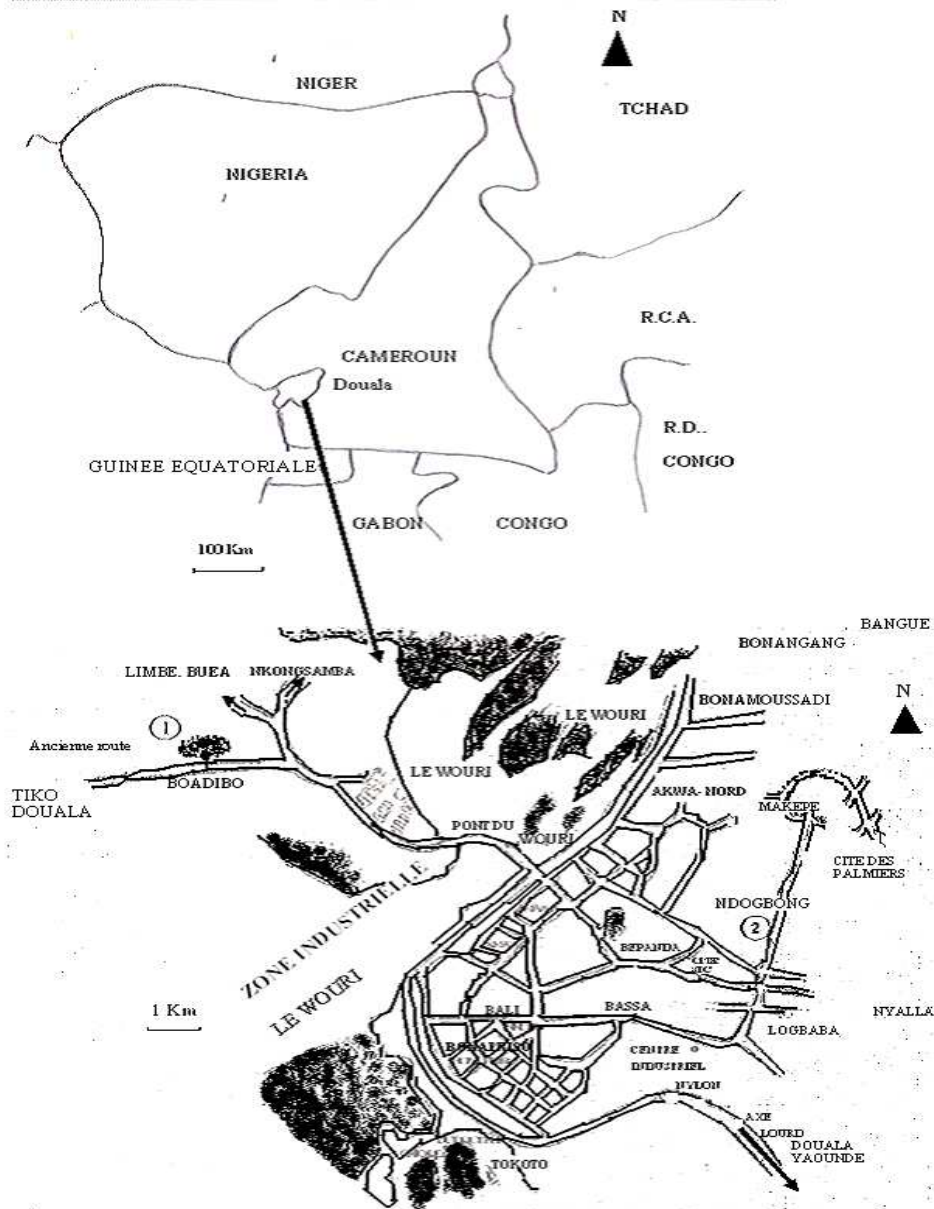 N
NIGER
TCHAD
NIGERIA
R.C.A.
CAMEROUN
Douala
R.D..
CONGO
GUINEE EQUATORIALE
GABON
CONGO
100 Km
BANGUE
BONANGANG
LIMBE. BUEA
NKONGSAMBA
BONAMOUSSADI
N
LE WOURI
1
Ancienne route
LE WOURI
BOADIBO
TIKO
DOUALA
AKWA-NORD
MAKEPE
PONT DU
WOURI
CITE DES
PALMIERS
ZONE INDUSTRIELLE
NDOGBONG
2
BEPANDA
LE WOURI
1 Km
BALI
BASSA
NYALLA
LOGBABA
CENTRE
INDUSTRIEL
NYLON
AXE
LOURD
DOUALA
YAOUNDE
TOKOTO